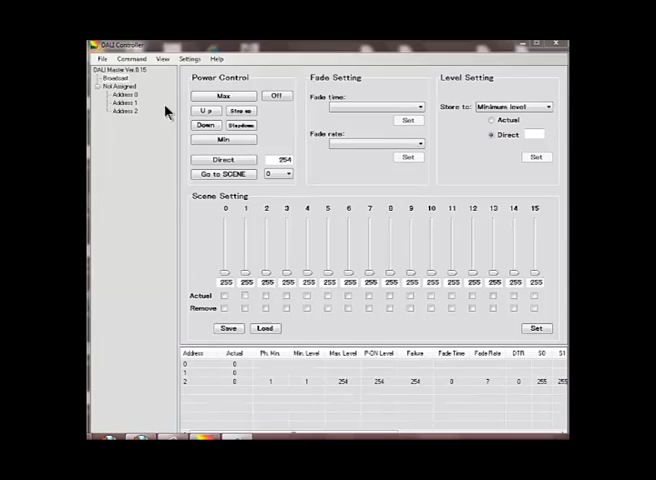 DALI Controller
File Command View Settings Help
DALI Master Ver.0.15
Broadcast
Not Assigned
Address 0
Address 1
Address 2
Power Control
Max Off
Up Step up
Down Stepdown
Min
Direct 254
Go to SCENE 0
Fade Setting
Fade time:
Set
Fade rate:
Set
Level Setting
Store to: Minimum level
Actual
Direct
Set
Scene Setting
0 1 2 3 4 5 6 7 8 9 10 11 12 13 14 15
255 255 255 255 255 255 255 255 255 255 255 255 255 255 255 255
Actual
Remove
Save Load Set
Address Actual Ph. Min. Min. Level Max. Level P-ON Level Failure Fade Time Fade Rate DTR S0 S1
0 0
1 0
2 0 1 1 254 254 254 0 7 0 255 255